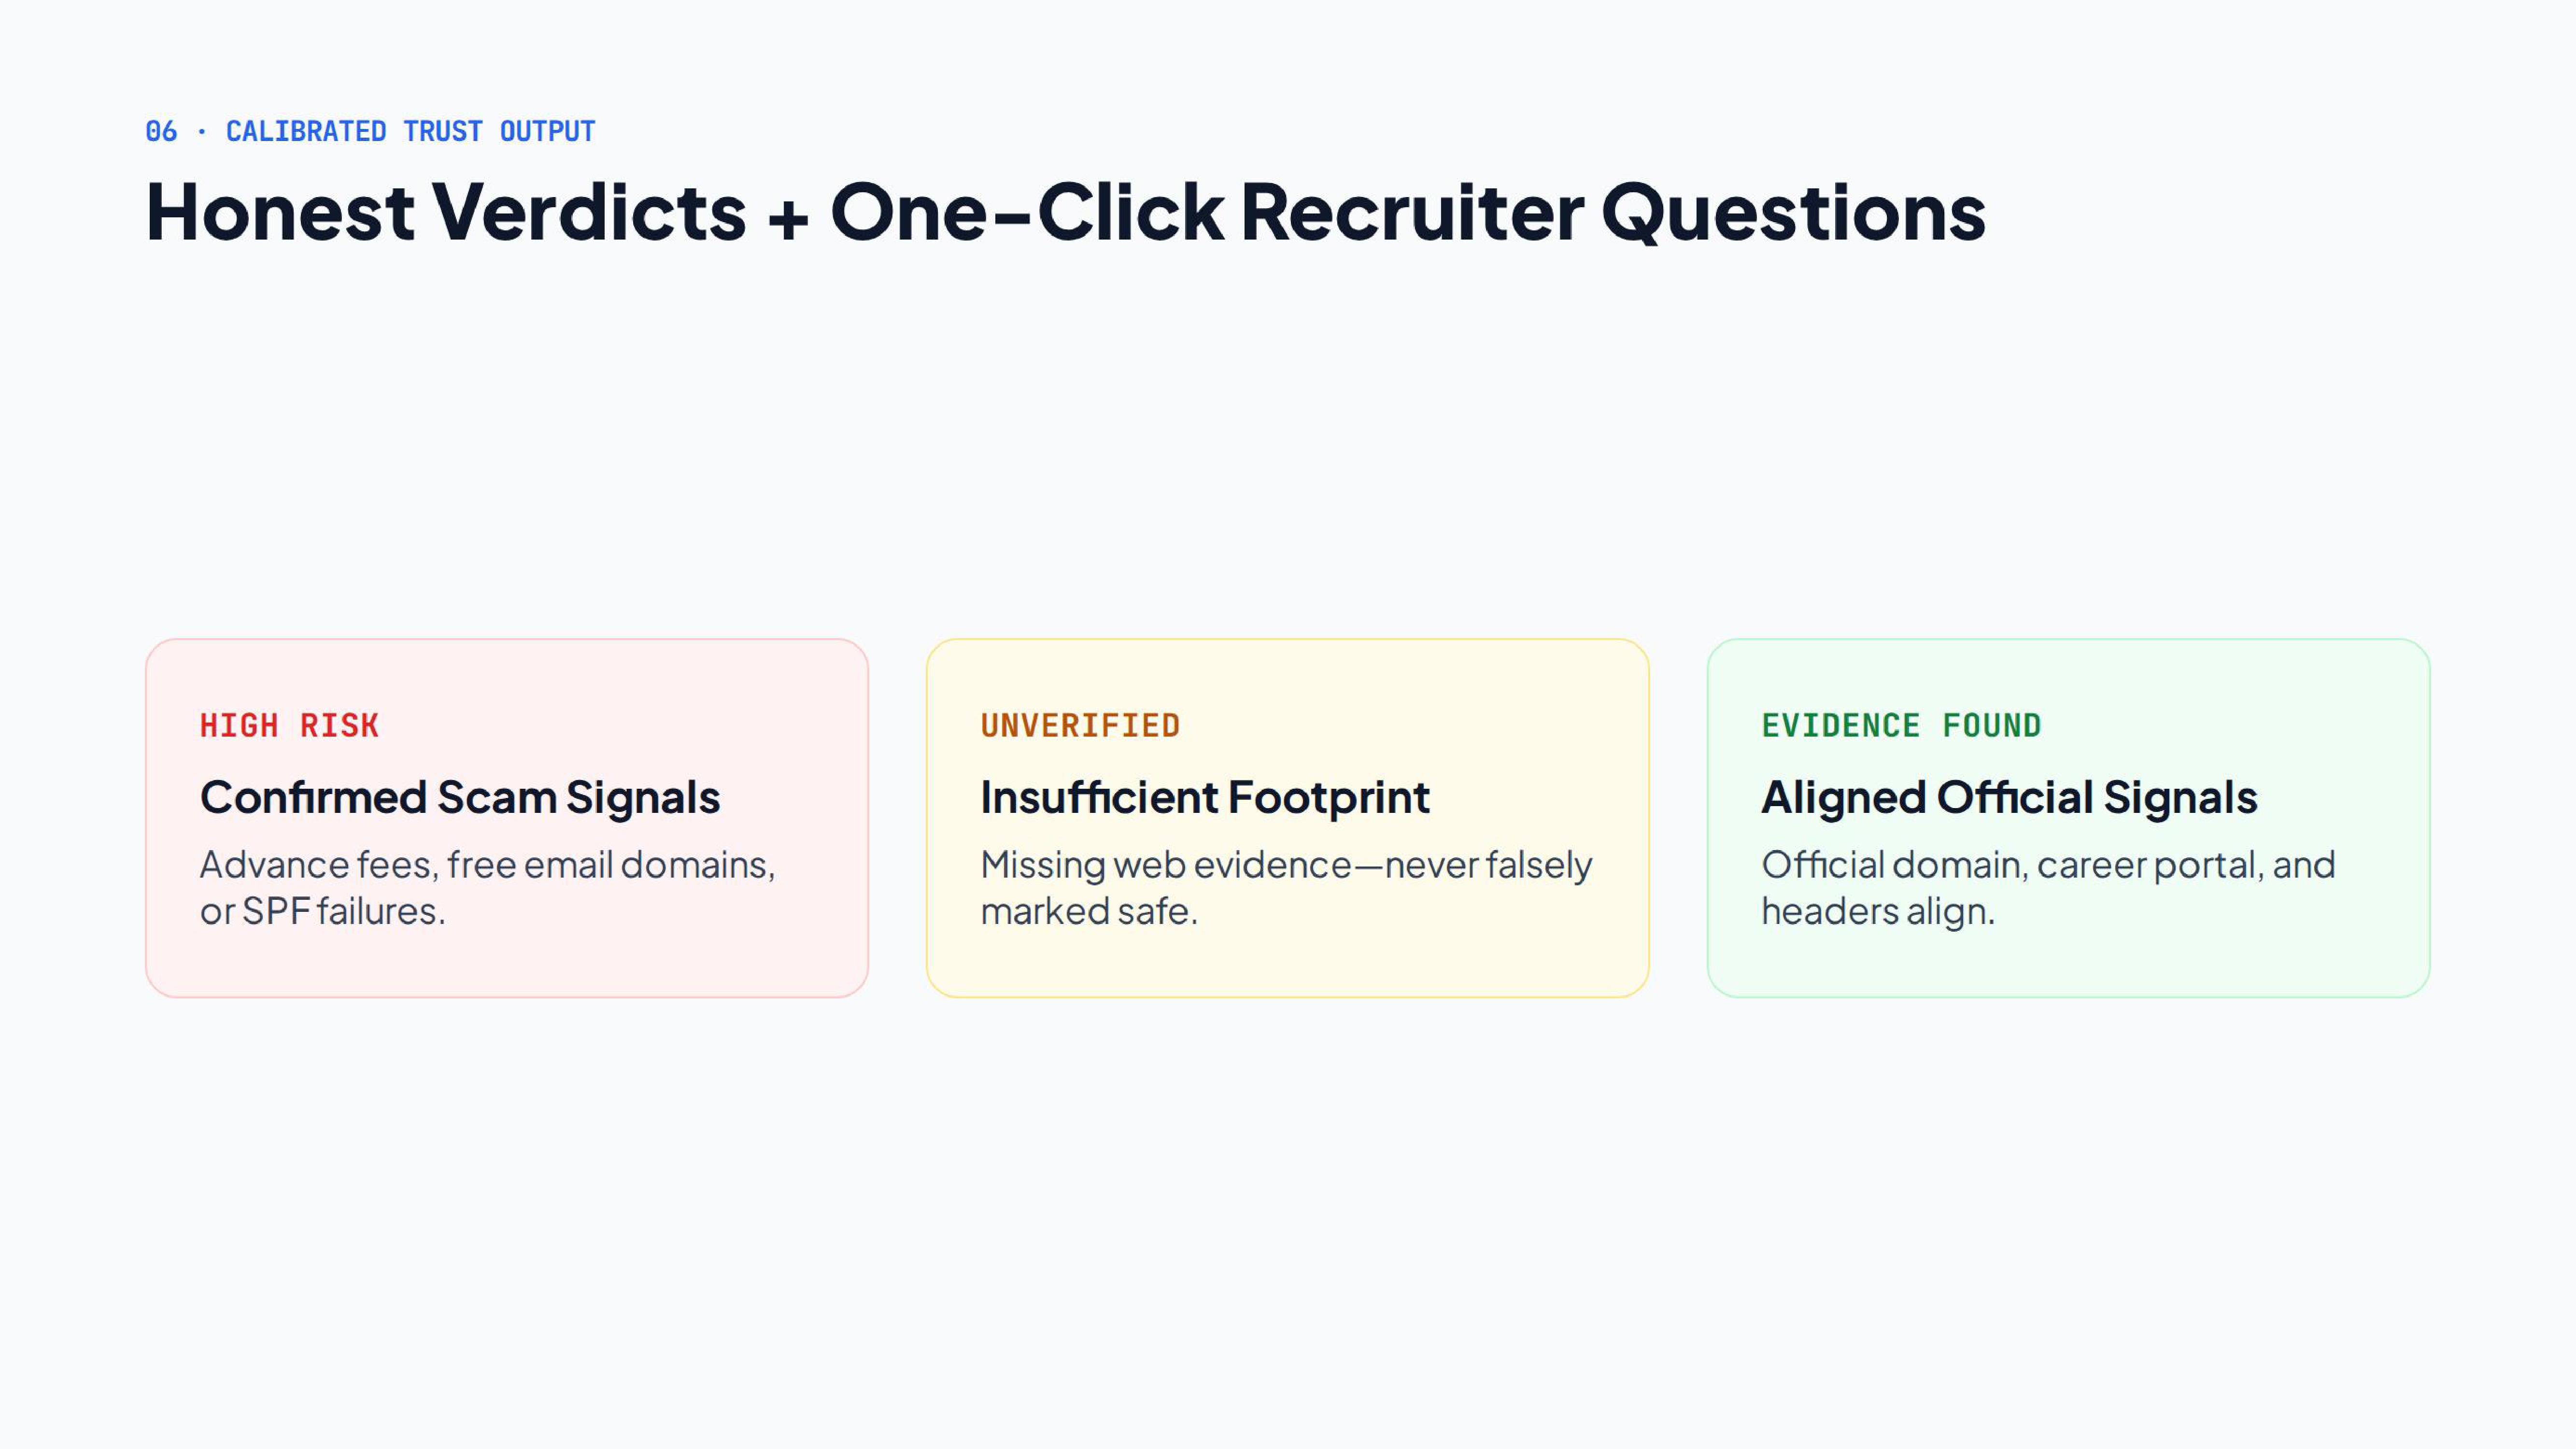 06 · CALIBRATED TRUST OUTPUT
Honest Verdicts + One-Click Recruiter Questions
HIGH RISK
Confirmed Scam Signals
Advance fees, free email domains,
or SPF failures.
UNVERIFIED
Insufficient Footprint
Missing web evidence—never falsely
marked safe.
EVIDENCE FOUND
Aligned Official Signals
Official domain, career portal, and
headers align.